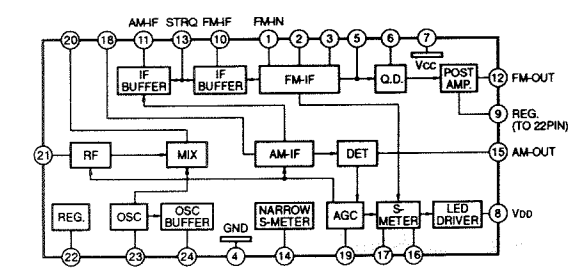 AM-IF STRQ FM-IF FM-IN
20 18 11 13 10 1 2 3 5 6 7
VCC
IF BUFFER
IF BUFFER
FM-IF
Q.D.
POST AMP.
12 FM-OUT
9 REG. (TO 22PIN)
21
RF
MIX
AM-IF
DET
15 AM-OUT
REG.
OSC
OSC BUFFER
GND
NARROW S-METER
AGC
S-METER
LED DRIVER
8 VDD
22 23 24 4 14 19 17 16